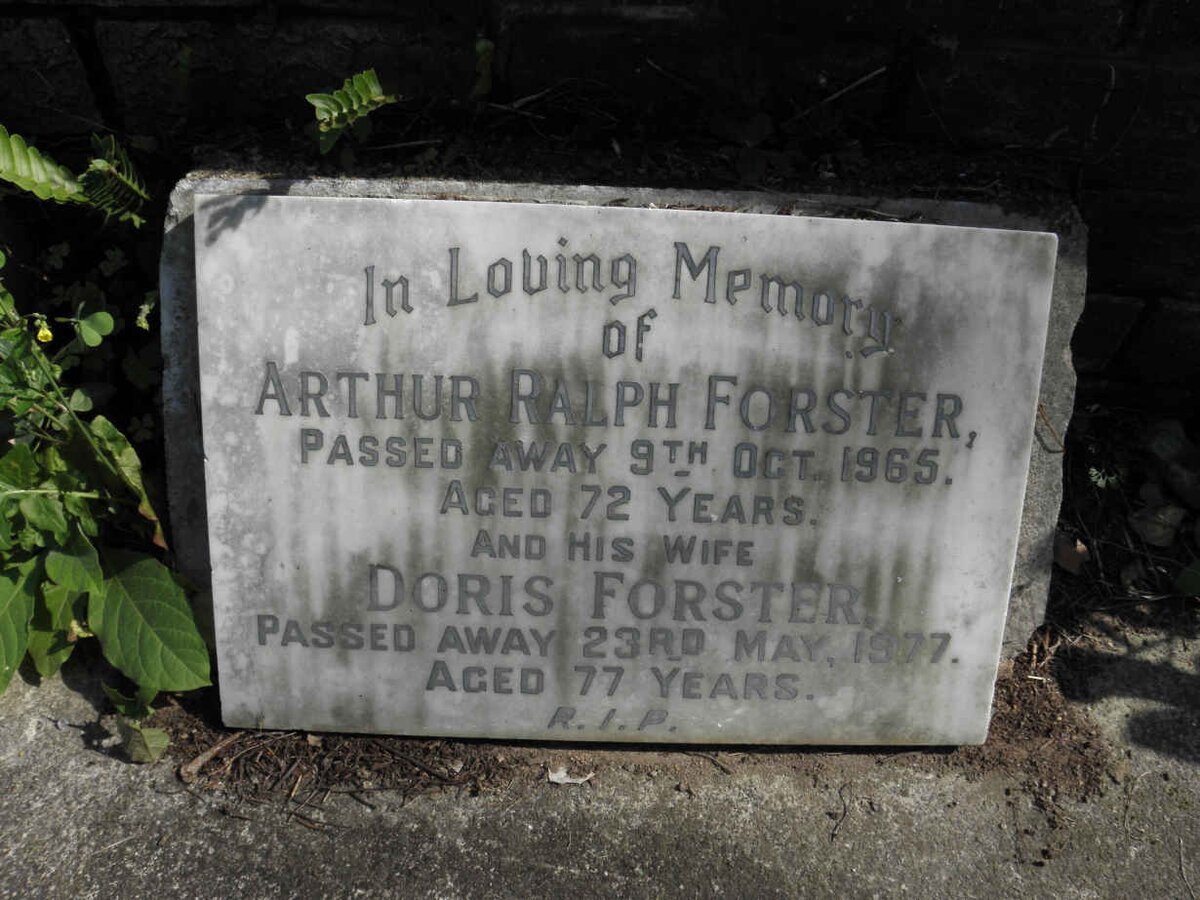 In Loving Memory
of
ARTHUR RALPH FORSTER,
PASSED AWAY 9TH OCT. 1965.
AGED 72 YEARS.
AND HIS WIFE
DORIS FORSTER,
PASSED AWAY 23RD MAY, 1977.
AGED 77 YEARS.
R.I.P.